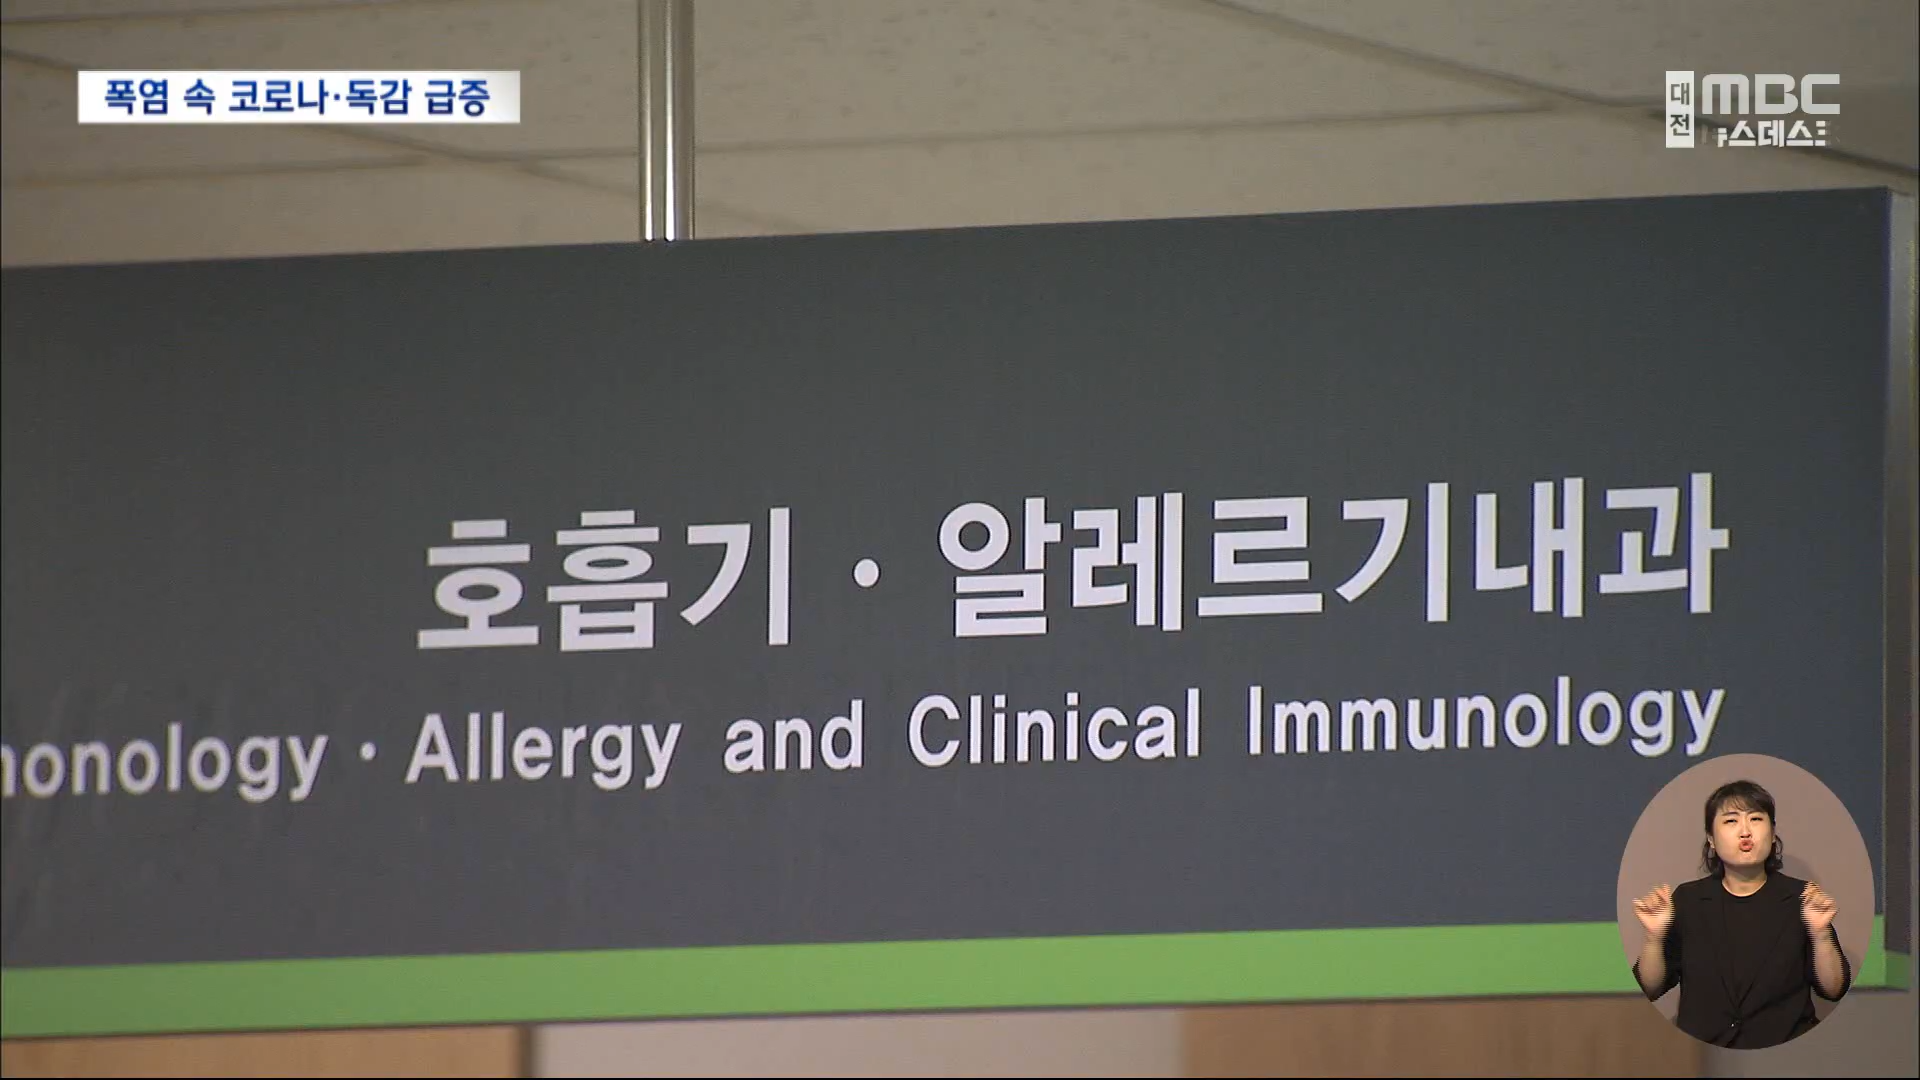 폭염 속 코로나·독감 급증
대전 MBC
뉴스데스크
호흡기·알레르기내과
· Allergy and Clinical Immunology